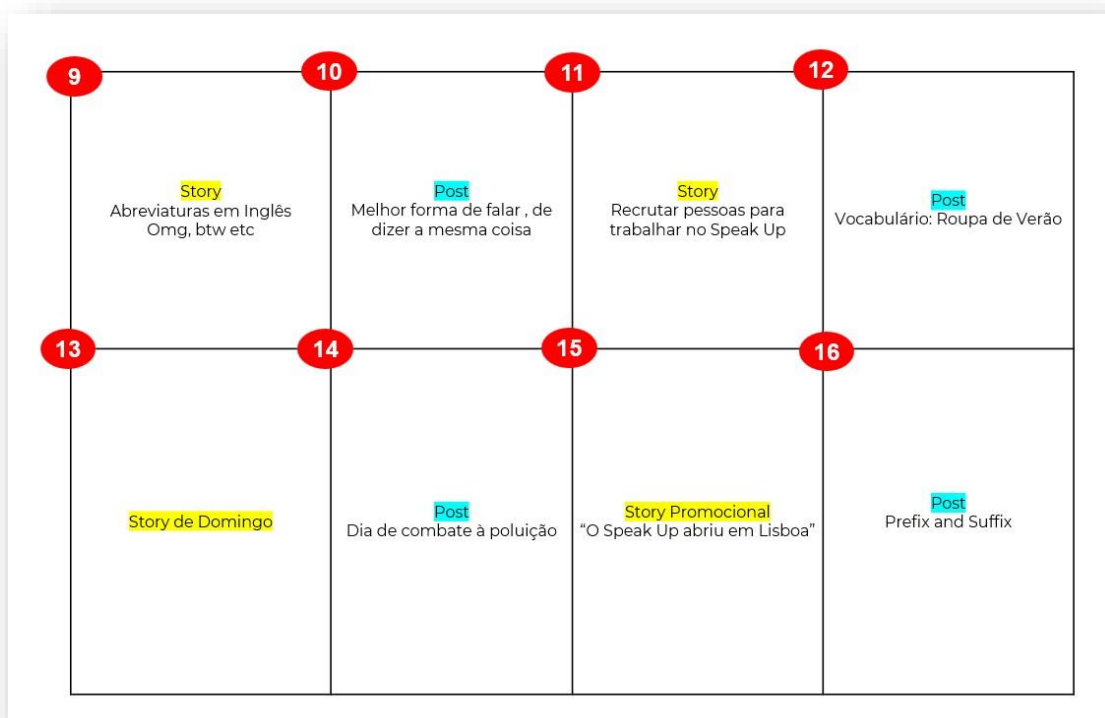 9
Story
Abreviaturas em Inglês
Omg, btw etc
10
Post
Melhor forma de falar , de
dizer a mesma coisa
11
Story
Recrutar pessoas para
trabalhar no Speak Up
12
Post
Vocabulário: Roupa de Verão
13
Story de Domingo
14
Post
Dia de combate à poluição
15
Story Promocional
“O Speak Up abriu em Lisboa”
16
Post
Prefix and Suffix